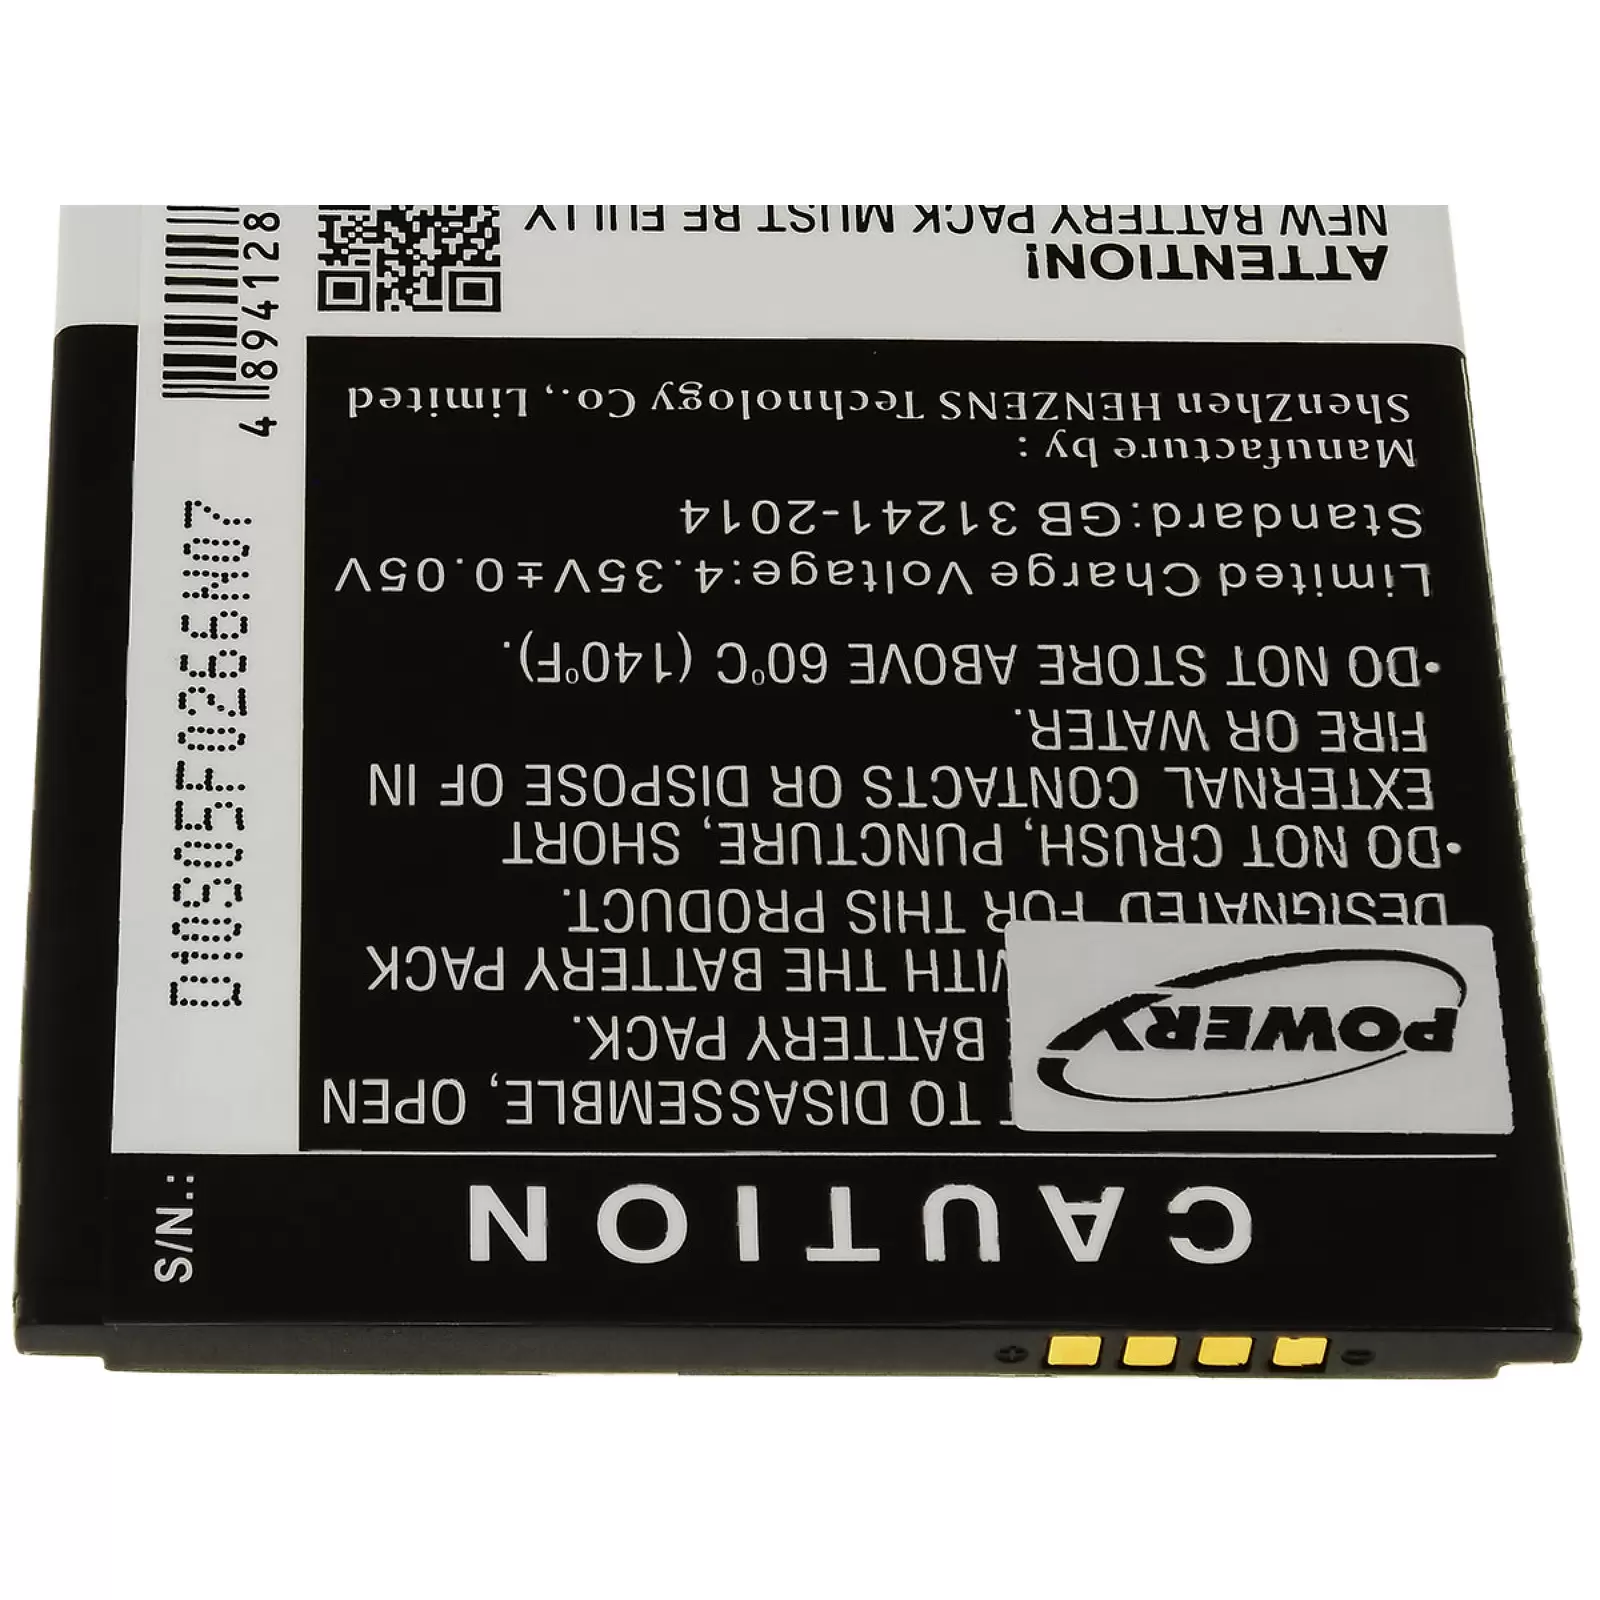 S/N.:
CAUTION
T TO DISASSEMBLE, OPEN
BATTERY PACK.
WITH THE BATTERY PACK
DESIGNATED FOR THIS PRODUCT.
•DO NOT CRUSH, PUNCTURE, SHORT
EXTERNAL CONTACTS OR DISPOSE OF IN
FIRE OR WATER.
•DO NOT STORE ABOVE 60°C (140°F).
Limited Charge Voltage:4.35V±0.05V
Standard:GB 31241-2014
Manufacture by :
ShenZhen HENZENS Technology Co., Limited
ATTENTION!
NEW BATTERY PACK MUST BE FULLY
POWERY
D10S05F0266N07
4 894128
+
-